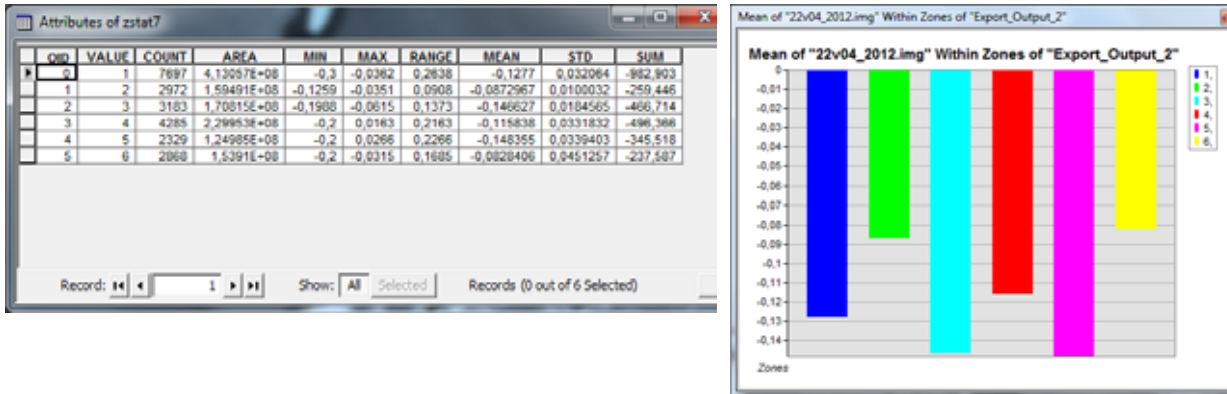 Attributes of zstat7
OID VALUE COUNT AREA MIN MAX RANGE MEAN STD SUM
0 1 7697 4,13057E+08 -0,3 -0,0362 0,2638 -0,1277 0,032064 -982,903
1 2 2972 1,59491E+08 -0,1259 -0,0351 0,0908 -0,0872967 0,0100032 -259,446
2 3 3183 1,70815E+08 -0,1988 -0,0615 0,1373 -0,146627 0,0184565 -466,714
3 4 4285 2,29953E+08 -0,2 0,0163 0,2163 -0,115838 0,0331832 -496,366
4 5 2329 1,24985E+08 -0,2 0,0266 0,2266 -0,148355 0,0339403 -345,518
5 6 2868 1,5391E+08 -0,2 -0,0315 0,1685 -0,0828406 0,0451257 -237,587
Record: 1 Show: All Selected Records (0 out of 6 Selected)
Mean of "22v04_2012.img" Within Zones of "Export_Output_2"
Mean of "22v04_2012.img" Within Zones of "Export_Output_2"
0
-0,01
-0,02
-0,03
-0,04
-0,05
-0,06
-0,07
-0,08
-0,09
-0,1
-0,11
-0,12
-0,13
-0,14
Zones
1,
2,
3,
4,
5,
6,